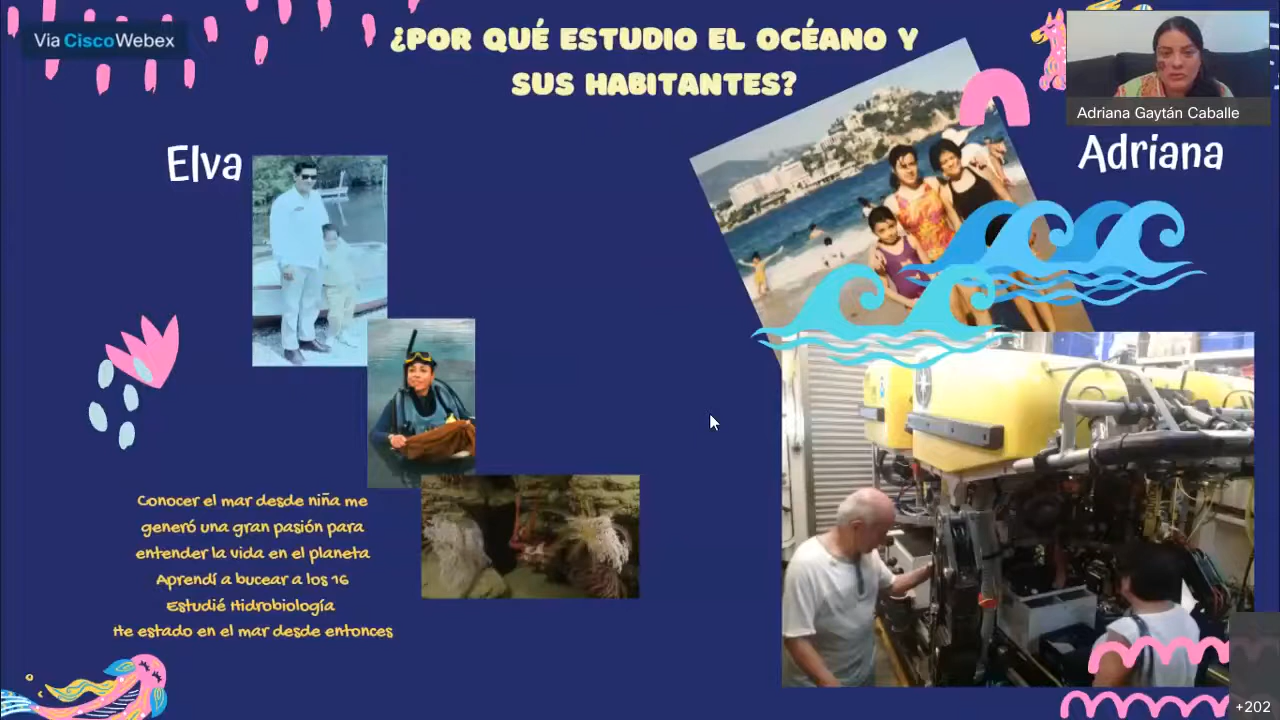 Via Cisco Webex
¿POR QUÉ ESTUDIO EL OCÉANO Y
SUS HABITANTES?
Adriana Gaytán Caballe
Elva
Adriana
Conocer el mar desde niña me
generó una gran pasión para
entender la vida en el planeta
Aprendí a bucear a los 16
Estudié Hidrobiología
He estado en el mar desde entonces
+202